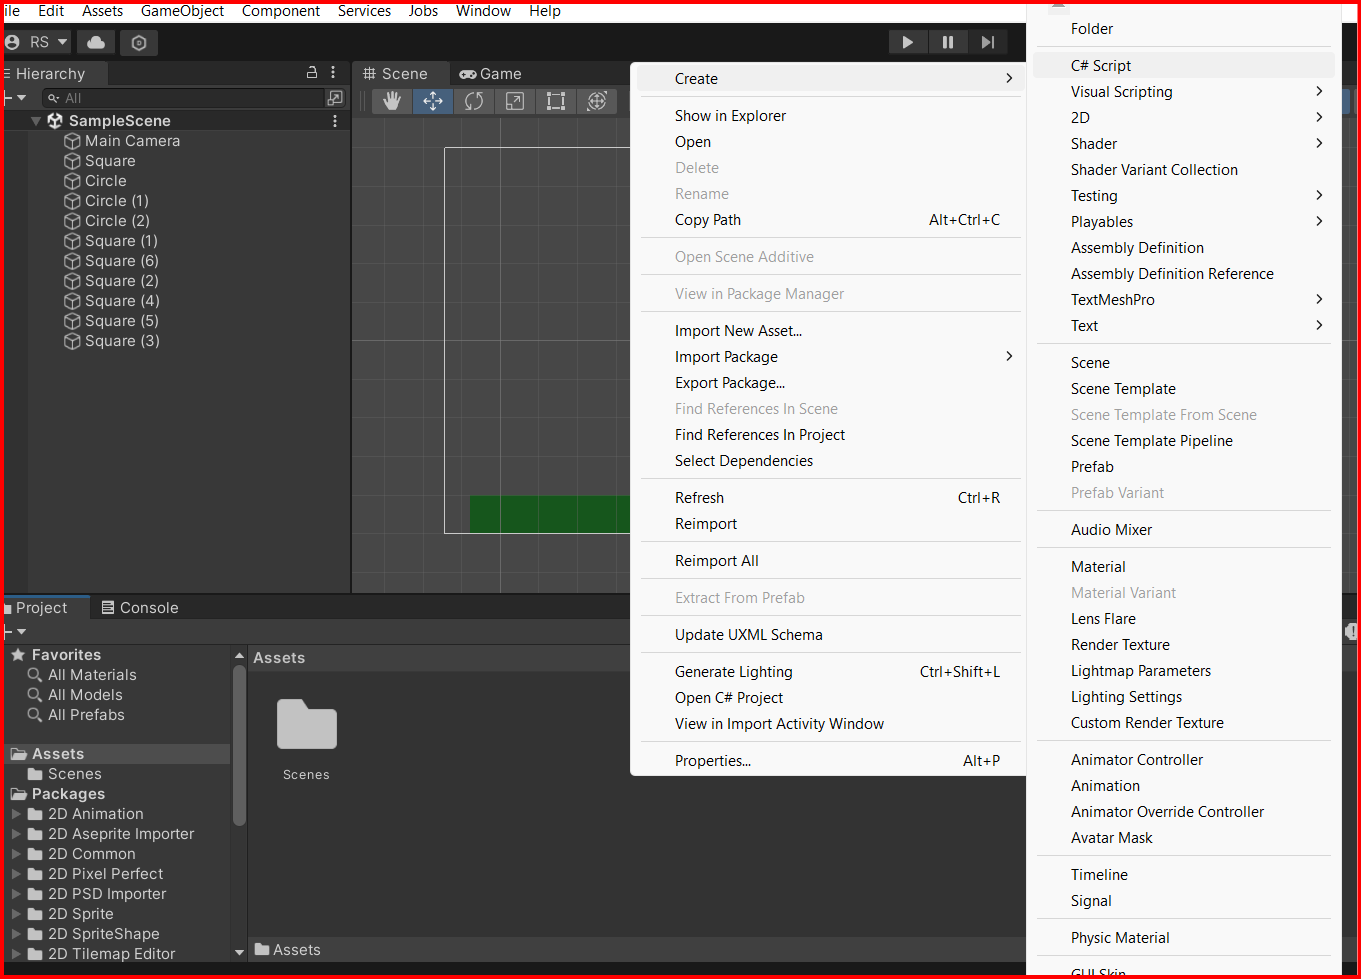 ile Edit Assets GameObject Component Services Jobs Window Help
RS
Hierarchy
All
SampleScene
Main Camera
Square
Circle
Circle (1)
Circle (2)
Square (1)
Square (6)
Square (2)
Square (4)
Square (5)
Square (3)
Scene Game
Create
Show in Explorer
Open
Delete
Rename
Copy Path Alt+Ctrl+C
Open Scene Additive
View in Package Manager
Import New Asset...
Import Package
Export Package...
Find References In Scene
Find References In Project
Select Dependencies
Refresh Ctrl+R
Reimport
Reimport All
Extract From Prefab
Update UXML Schema
Generate Lighting Ctrl+Shift+L
Open C# Project
View in Import Activity Window
Properties... Alt+P
Folder
C# Script
Visual Scripting
2D
Shader
Shader Variant Collection
Testing
Playables
Assembly Definition
Assembly Definition Reference
TextMeshPro
Text
Scene
Scene Template
Scene Template From Scene
Scene Template Pipeline
Prefab
Prefab Variant
Audio Mixer
Material
Material Variant
Lens Flare
Render Texture
Lightmap Parameters
Lighting Settings
Custom Render Texture
Animator Controller
Animation
Animator Override Controller
Avatar Mask
Timeline
Signal
Physic Material
GUI Skin
Project Console
Favorites
All Materials
All Models
All Prefabs
Assets
Scenes
Packages
2D Animation
2D Aseprite Importer
2D Common
2D Pixel Perfect
2D PSD Importer
2D Sprite
2D SpriteShape
2D Tilemap Editor
Assets
Scenes
Assets